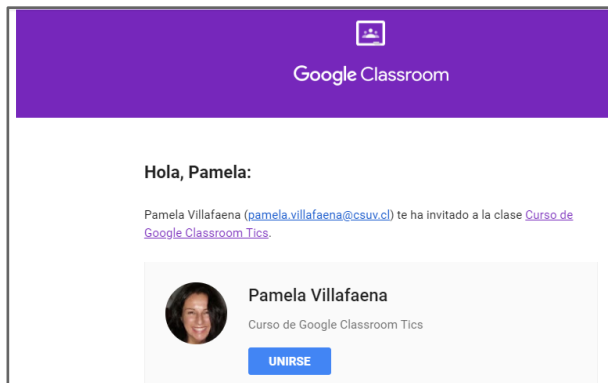 Google Classroom
Hola, Pamela:
Pamela Villafaena (pamela.villafaena@csuv.cl) te ha invitado a la clase Curso de
Google Classroom Tics.
Pamela Villafaena
Curso de Google Classroom Tics
UNIRSE